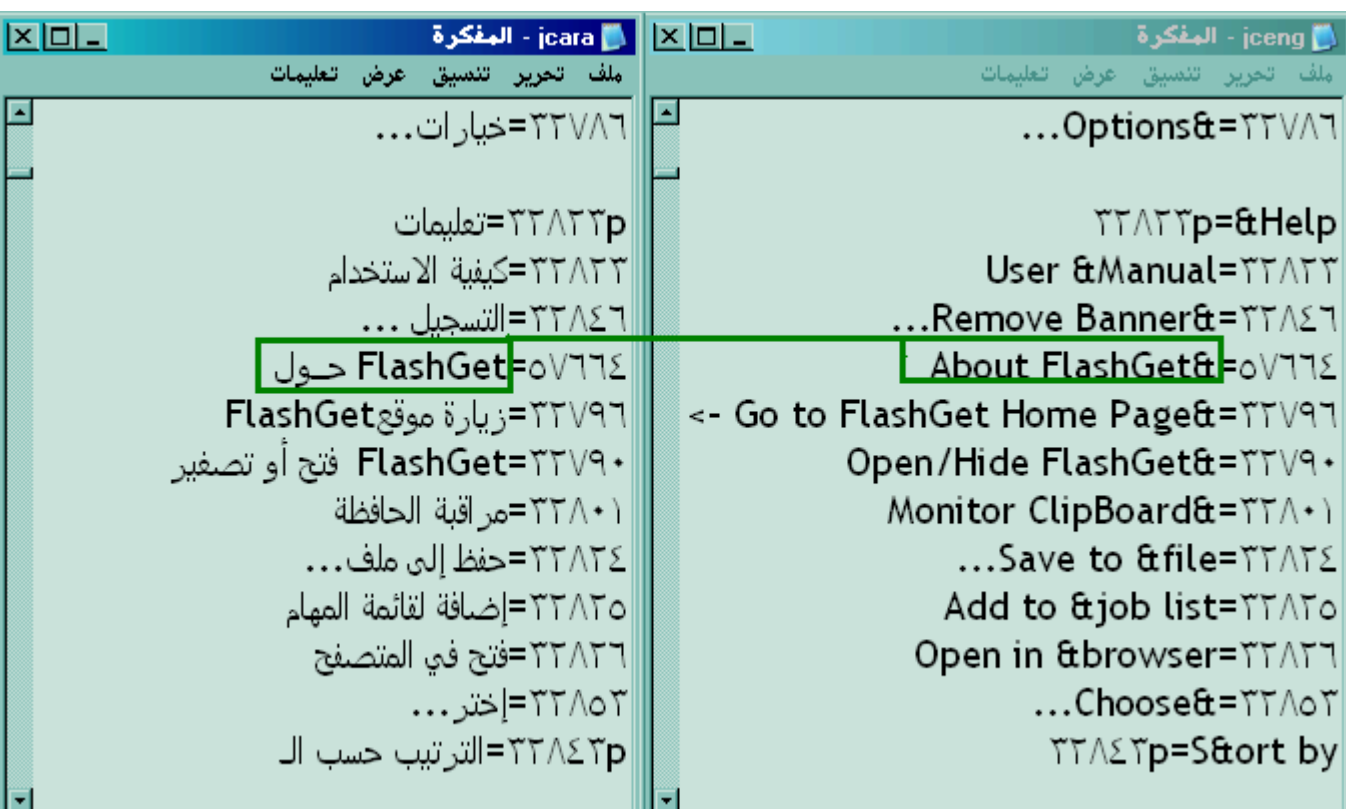 jceng - المفكرة
ملف تحرير تنسيق عرض تعليمات
٣٢٧٨٦=&Options...
٣٢٨٢٣p=&Help
٣٢٨٢٣=User &Manual
٣٢٨٤٦=&Remove Banner...
٥٧٦٦٤=&About FlashGet
٣٢٧٩٦=&Go to FlashGet Home Page ->
٣٢٧٩٠=&Open/Hide FlashGet
٣٢٨٠١=&Monitor ClipBoard
٣٢٨٢٤=Save to &file...
٣٢٨٢٥=Add to &job list
٣٢٨٢٦=Open in &browser
٣٢٨٥٣=&Choose...
٣٢٨٤٣p=S&ort by
jcara - المفكرة
ملف تحرير تنسيق عرض تعليمات
٣٢٧٨٦=خيارات...
٣٢٨٢٣p=تعليمات
٣٢٨٢٣=كيفية الاستخدام
٣٢٨٤٦=التسجيل ...
٥٧٦٦٤=FlashGet حـول
٣٢٧٩٦=زيارة موقعFlashGet
٣٢٧٩٠=FlashGet فتح أو تصغير
٣٢٨٠١=مراقبة الحافظة
٣٢٨٢٤=حفظ إلى ملف...
٣٢٨٢٥=إضافة لقائمة المهام
٣٢٨٢٦=فتح في المتصفح
٣٢٨٥٣=إختر...
٣٢٨٤٣p=الترتيب حسب الـ